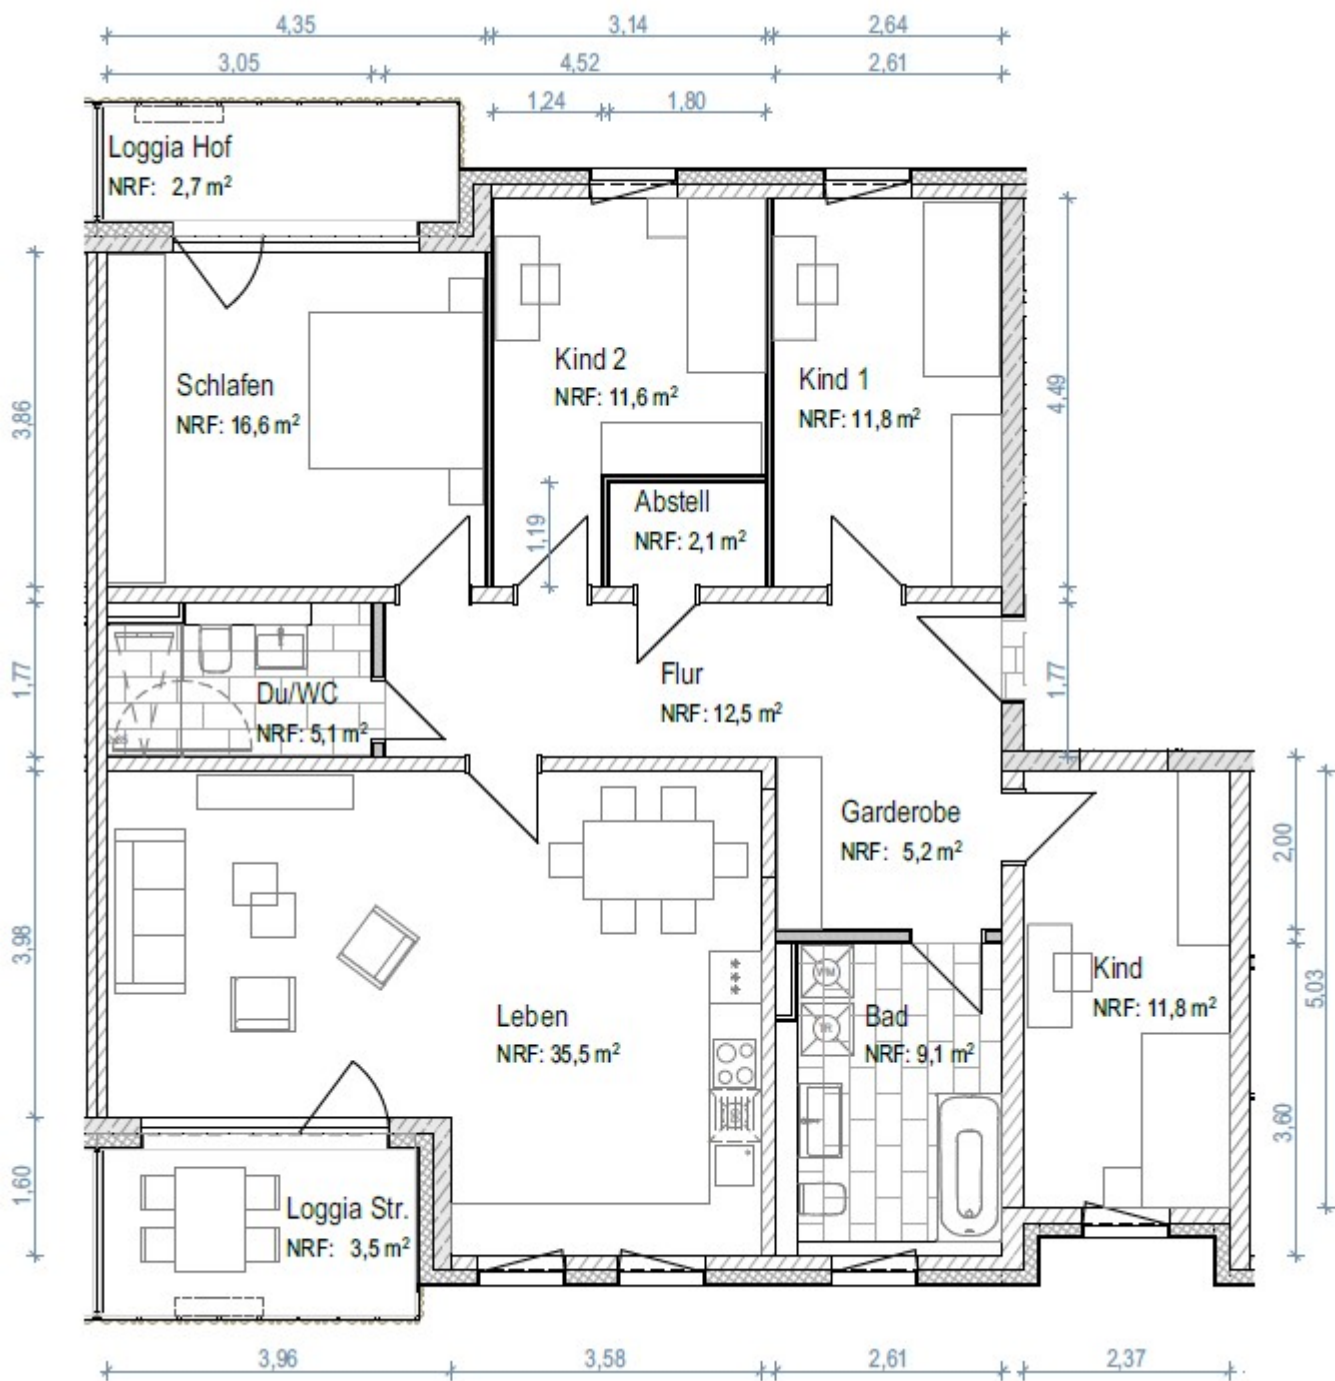 4,35
3,14
2,64
3,05
4,52
2,61
1,24
1,80
Loggia Hof
NRF: 2,7 m²
3,86
Schlafen
NRF: 16,6 m²
Kind 2
NRF: 11,6 m²
Kind 1
NRF: 11,8 m²
4,49
1,19
Abstell
NRF: 2,1 m²
1,77
Du/WC
NRF: 5,1 m²
Flur
NRF: 12,5 m²
1,77
Garderobe
NRF: 5,2 m²
2,00
3,98
Leben
NRF: 35,5 m²
***
WM
TR
Bad
NRF: 9,1 m²
Kind
NRF: 11,8 m²
5,03
3,60
1,60
Loggia Str.
NRF: 3,5 m²
3,96
3,58
2,61
2,37